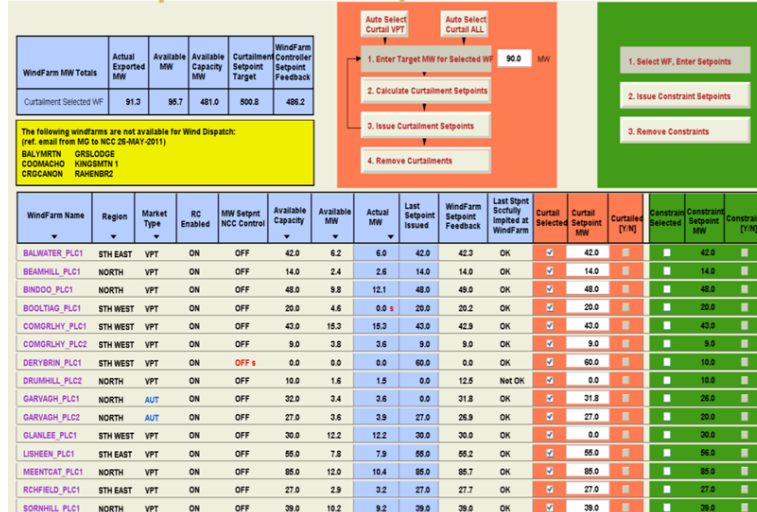 Auto Select Curtail VPT
Auto Select Curtail ALL
WindFarm MW Totals | Actual Exported MW | Available MW | Available Capacity MW | Curtailment Setpoint Target | WindFarm Controller Setpoint Feedback
Curtailment Selected WF 91.3 95.7 481.0 500.8 486.2
1. Enter Target MW for Selected WF 90.0 MW
2. Calculate Curtailment Setpoints
3. Issue Curtailment Setpoints
4. Remove Curtailments
1. Select WF, Enter Setpoints
2. Issue Constraint Setpoints
3. Remove Constraints
The following windfarms are not available for Wind Dispatch:
(ref. email from MG to NCC 26-MAY-2011)
BALYMRTN GRSLODGE
COOMACHO KINGSMTN 1
CRGCANON RAHENBR2
WindFarm Name | Region | Market Type | RC Enabled | MW Setpnt NCC Control | Available Capacity | Available MW | Actual MW | Last Setpoint Issued | WindFarm Setpoint Feedback | Last Stpnt Sccfully Implted at WindFarm | Curtail Selected | Curtail Setpoint MW | Curtailed [Y/N] | Constrain Selected | Constraint Setpoint MW | Constrai [Y/N]
BALWATER_PLC1 STH EAST VPT ON OFF 42.0 6.2 6.0 42.0 42.3 OK 42.0 42.0
BEAMHILL_PLC1 NORTH VPT ON OFF 14.0 2.4 2.6 14.0 14.0 OK 14.0 14.0
BINDOO_PLC1 NORTH VPT ON OFF 48.0 9.8 12.1 48.0 49.0 OK 48.0 48.0
BOOLTIAG_PLC1 STH WEST VPT ON OFF 20.0 4.6 0.0 s 20.0 20.2 OK 20.0 20.0
COMGRLHY_PLC1 STH WEST VPT ON OFF 43.0 15.3 15.3 43.0 42.9 OK 43.0 43.0
COMGRLHY_PLC2 STH WEST VPT ON OFF 9.0 3.8 3.6 9.0 9.0 OK 9.0 9.0
DERYBRIN_PLC1 STH WEST VPT ON OFF s 0.0 0.0 0.0 60.0 0.0 OK 60.0 10.0
DRUMHILL_PLC2 NORTH VPT ON OFF 10.0 1.6 1.5 0.0 12.5 Not OK 0.0 10.0
GARVAGH_PLC1 NORTH AUT ON OFF 32.0 3.4 3.6 0.0 31.8 OK 31.8 26.0
GARVAGH_PLC2 NORTH AUT ON OFF 27.0 3.6 3.9 27.0 26.9 OK 27.0 20.0
GLANLEE_PLC1 STH WEST VPT ON OFF 30.0 12.2 12.2 30.0 30.0 OK 0.0 30.0
LISHEEN_PLC1 STH EAST VPT ON OFF 55.0 7.8 7.9 55.0 55.2 OK 55.0 56.0
MEENTCAT_PLC1 NORTH VPT ON OFF 85.0 12.0 10.4 85.0 85.7 OK 85.0 85.0
RCHFIELD_PLC1 STH EAST VPT ON OFF 27.0 2.9 3.2 27.0 27.7 OK 27.0 27.0
SORNHILL_PLC1 NORTH VPT ON OFF 39.0 10.2 9.2 39.0 39.0 OK 39.0 39.0